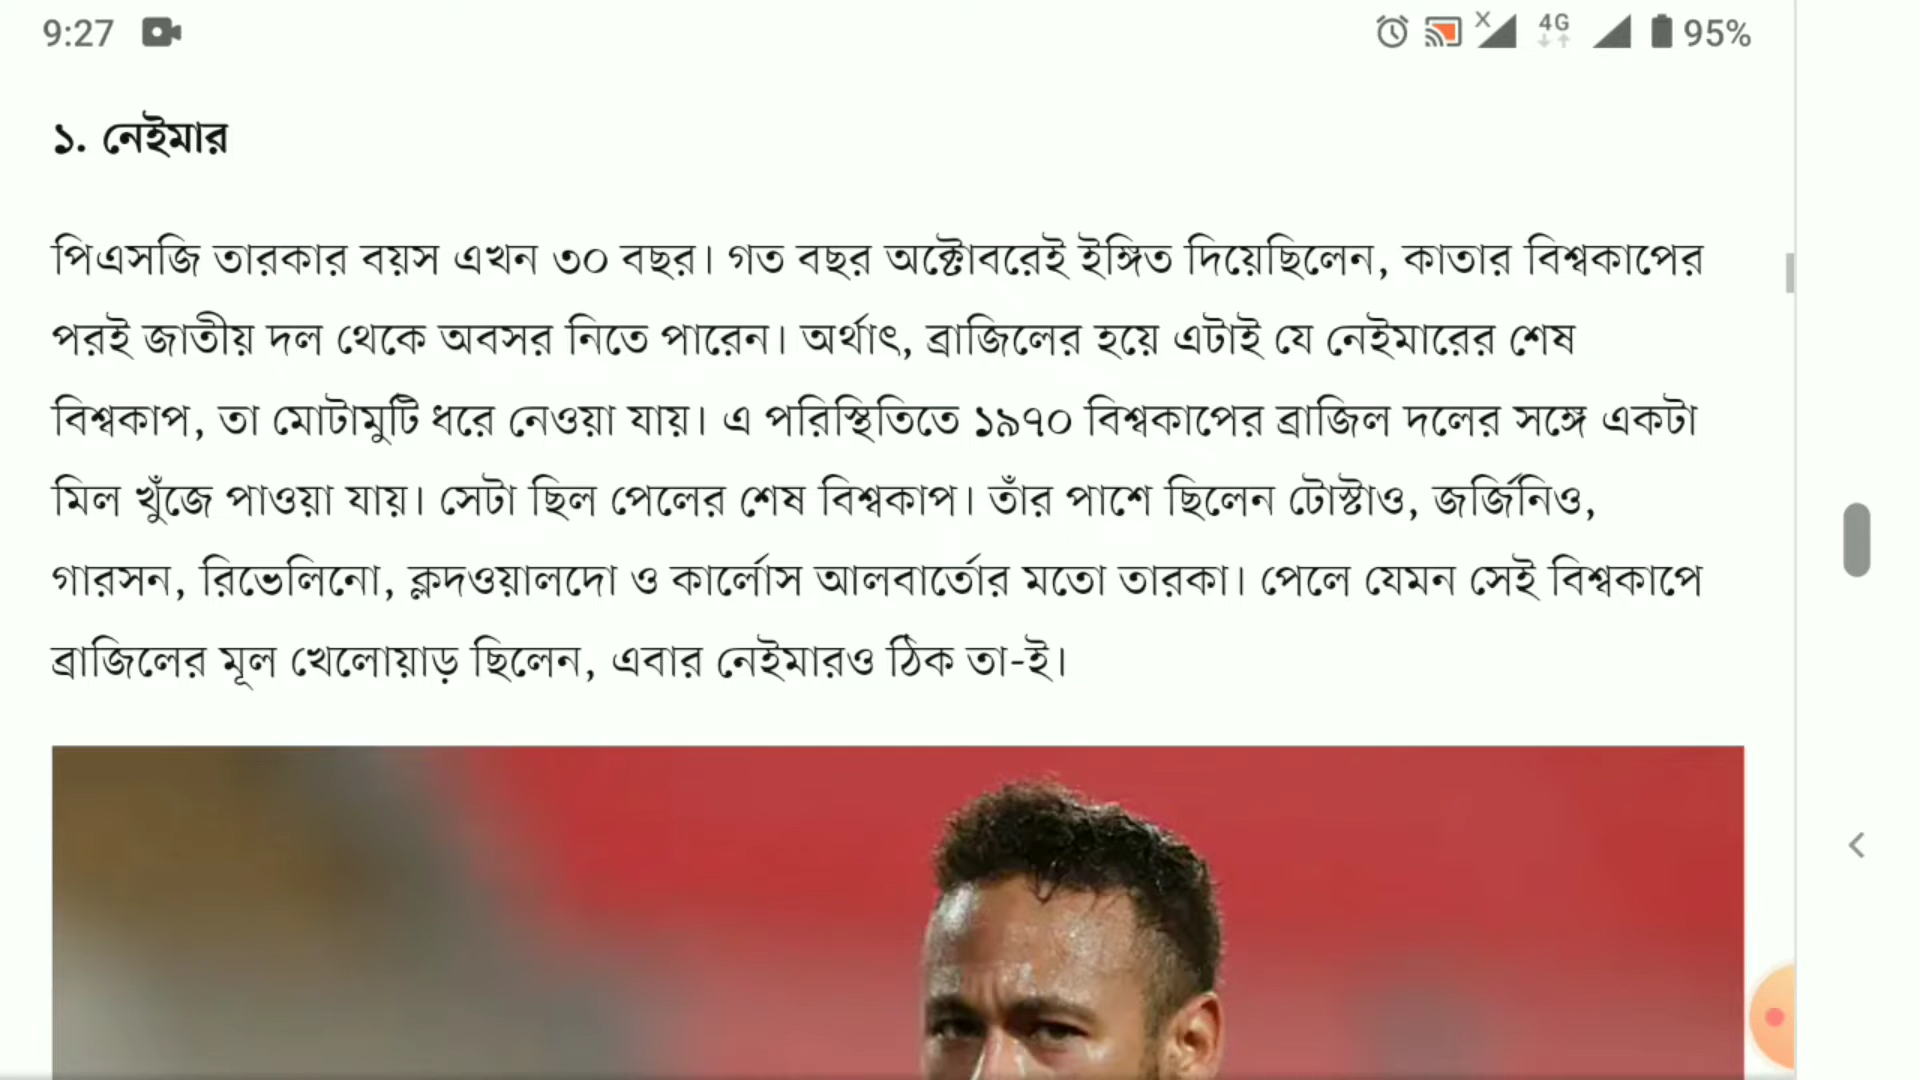 9:27
4G
95%
১. নেইমার
পিএসজি তারকার বয়স এখন ৩০ বছর। গত বছর অক্টোবরেই ইঙ্গিত দিয়েছিলেন, কাতার বিশ্বকাপের
পরই জাতীয় দল থেকে অবসর নিতে পারেন। অর্থাৎ, ব্রাজিলের হয়ে এটাই যে নেইমারের শেষ
বিশ্বকাপ, তা মোটামুটি ধরে নেওয়া যায়। এ পরিস্থিতিতে ১৯৭০ বিশ্বকাপের ব্রাজিল দলের সঙ্গে একটা
মিল খুঁজে পাওয়া যায়। সেটা ছিল পেলের শেষ বিশ্বকাপ। তাঁর পাশে ছিলেন টোস্টাও, জর্জিনিও,
গারসন, রিভেলিনো, ক্লদওয়ালদো ও কার্লোস আলবার্তোর মতো তারকা। পেলে যেমন সেই বিশ্বকাপে
ব্রাজিলের মূল খেলোয়াড় ছিলেন, এবার নেইমারও ঠিক তা-ই।